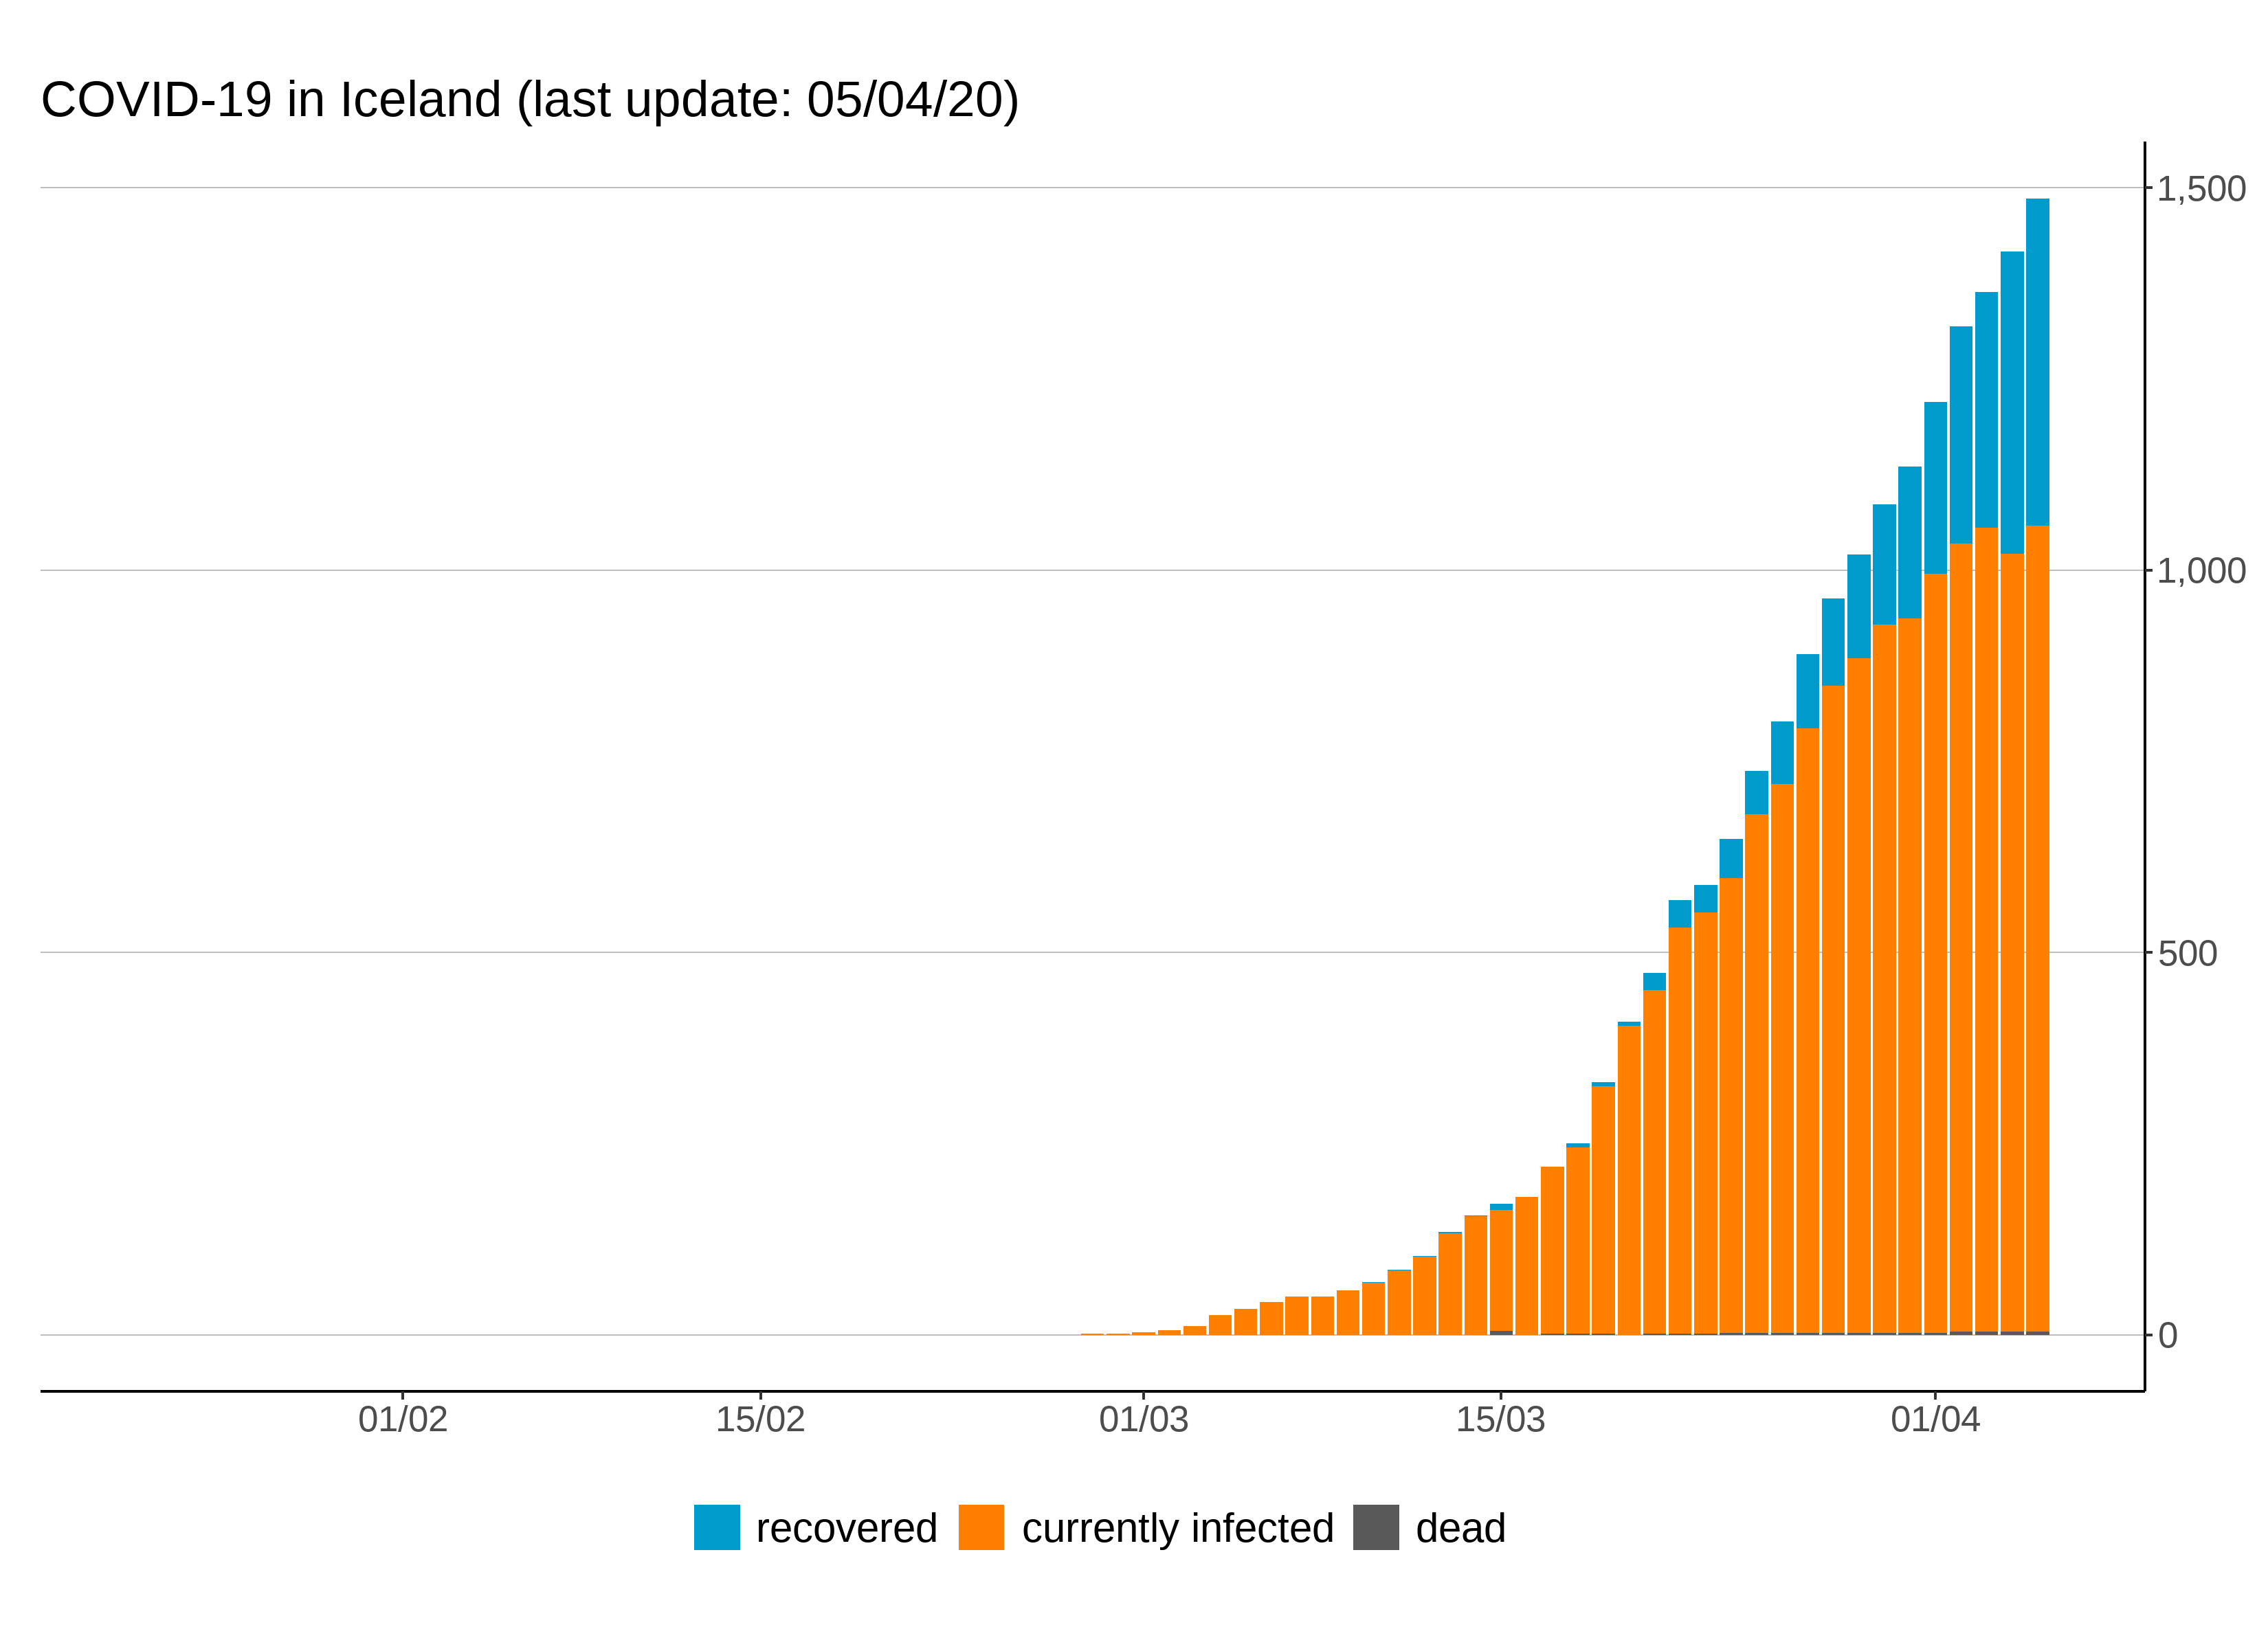 COVID-19 in Iceland (last update: 05/04/20)
1,500
1,000
500
0
01/02 15/02 01/03 15/03 01/04
recovered currently infected dead